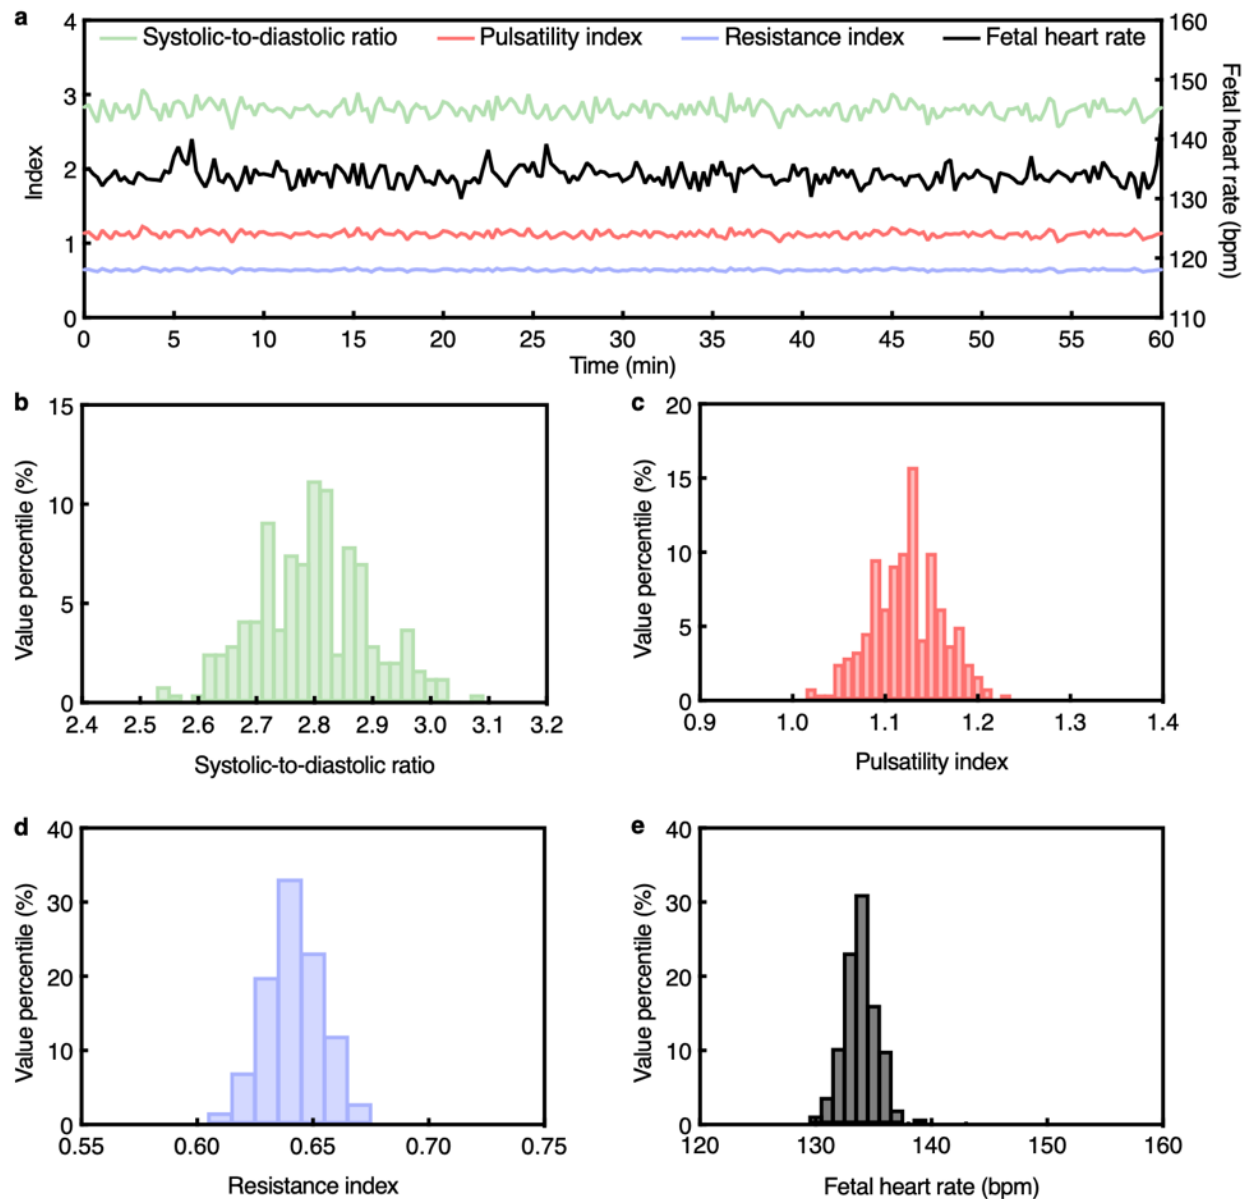 a
4
3
2
1
0
Index
Systolic-to-diastolic ratio
Pulsatility index
Resistance index
Fetal heart rate
160
150
140
130
120
110
Fetal heart rate (bpm)
0 5 10 15 20 25 30 35 40 45 50 55 60
Time (min)
b
15
10
5
0
Value percentile (%)
2.4 2.5 2.6 2.7 2.8 2.9 3.0 3.1 3.2
Systolic-to-diastolic ratio
c
20
15
10
5
0
Value percentile (%)
0.9 1.0 1.1 1.2 1.3 1.4
Pulsatility index
d
40
30
20
10
0
Value percentile (%)
0.55 0.60 0.65 0.70 0.75
Resistance index
e
40
30
20
10
0
Value percentile (%)
120 130 140 150 160
Fetal heart rate (bpm)